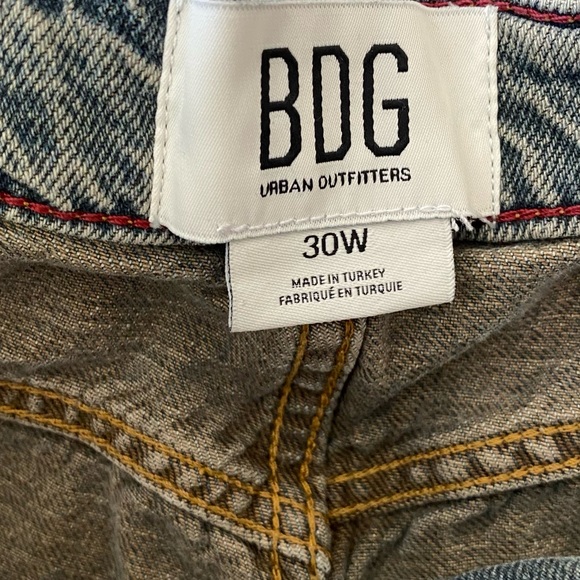 BDG
URBAN OUTFITTERS
30W
MADE IN TURKEY
FABRIQUÉ EN TURQUIE